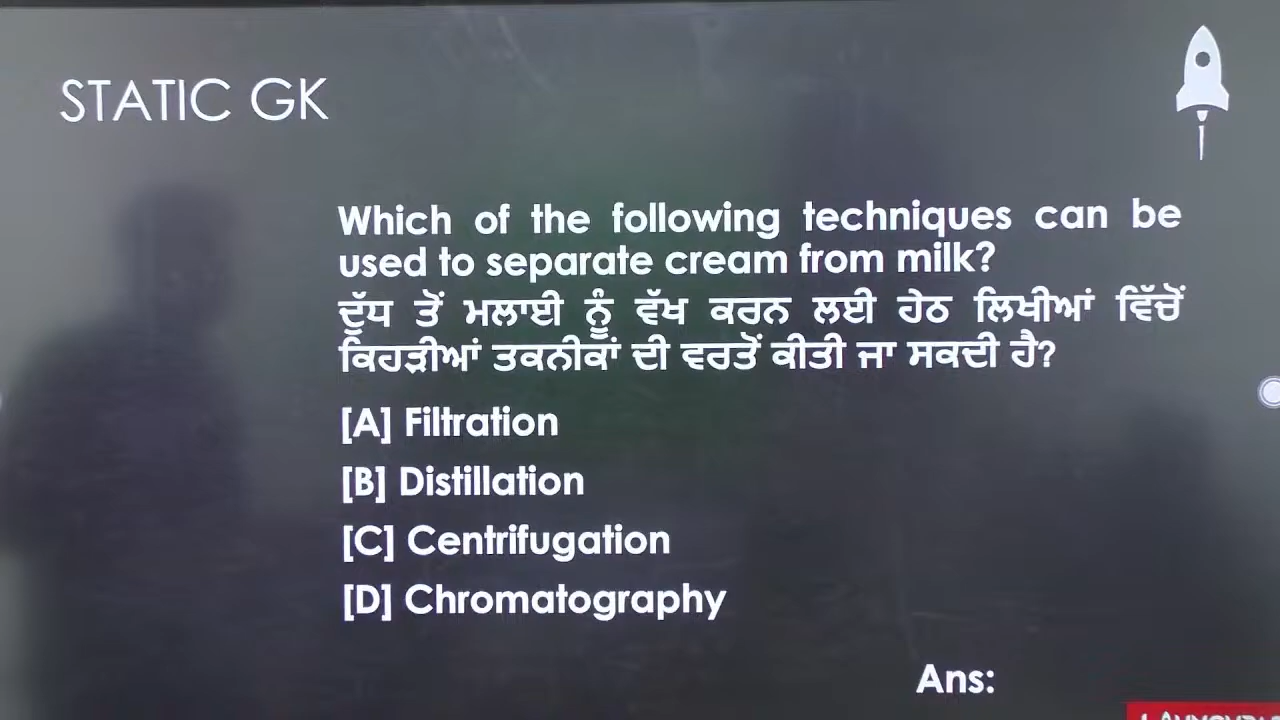 STATIC GK
Which of the following techniques can be
used to separate cream from milk?
ਦੁੱਧ ਤੋਂ ਮਲਾਈ ਨੂੰ ਵੱਖ ਕਰਨ ਲਈ ਹੇਠ ਲਿਖੀਆਂ ਵਿੱਚੋਂ
ਕਿਹੜੀਆਂ ਤਕਨੀਕਾਂ ਦੀ ਵਰਤੋਂ ਕੀਤੀ ਜਾ ਸਕਦੀ ਹੈ?
[A] Filtration
[B] Distillation
[C] Centrifugation
[D] Chromatography
Ans: